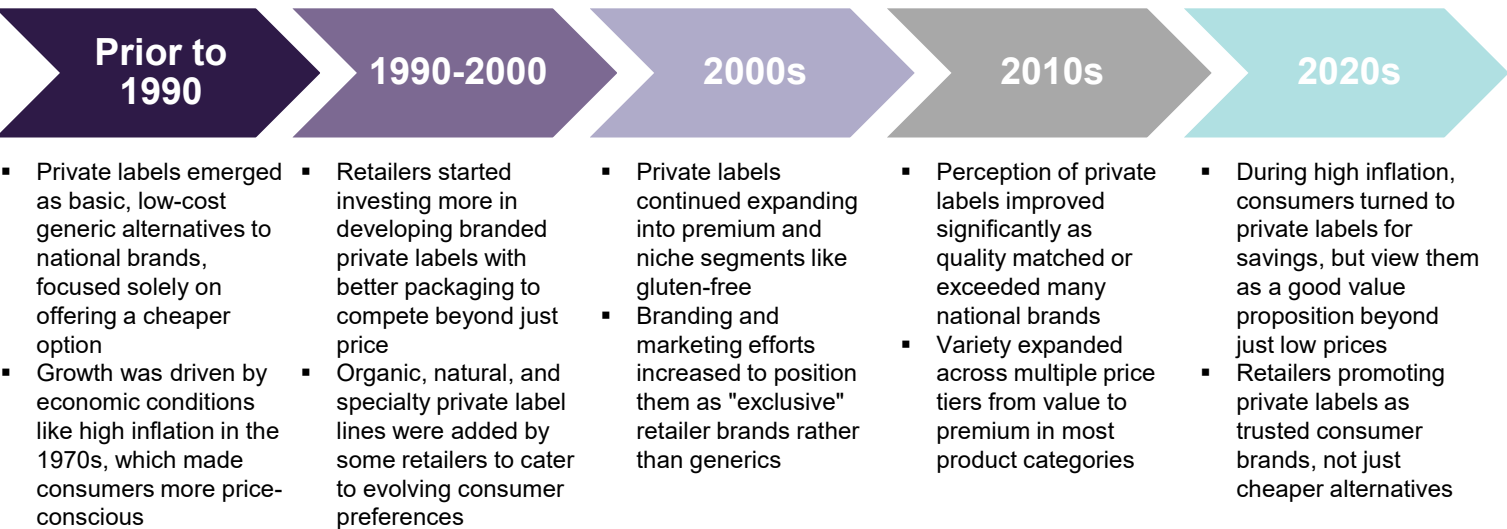 Prior to
1990
1990-2000
2000s
2010s
2020s
▪ Private labels emerged
as basic, low-cost
generic alternatives to
national brands,
focused solely on
offering a cheaper
option
▪ Growth was driven by
economic conditions
like high inflation in the
1970s, which made
consumers more price-
conscious
▪ Retailers started
investing more in
developing branded
private labels with
better packaging to
compete beyond just
price
▪ Organic, natural, and
specialty private label
lines were added by
some retailers to cater
to evolving consumer
preferences
▪ Private labels
continued expanding
into premium and
niche segments like
gluten-free
▪ Branding and
marketing efforts
increased to position
them as "exclusive"
retailer brands rather
than generics
▪ Perception of private
labels improved
significantly as
quality matched or
exceeded many
national brands
▪ Variety expanded
across multiple price
tiers from value to
premium in most
product categories
▪ During high inflation,
consumers turned to
private labels for
savings, but view them
as a good value
proposition beyond
just low prices
▪ Retailers promoting
private labels as
trusted consumer
brands, not just
cheaper alternatives